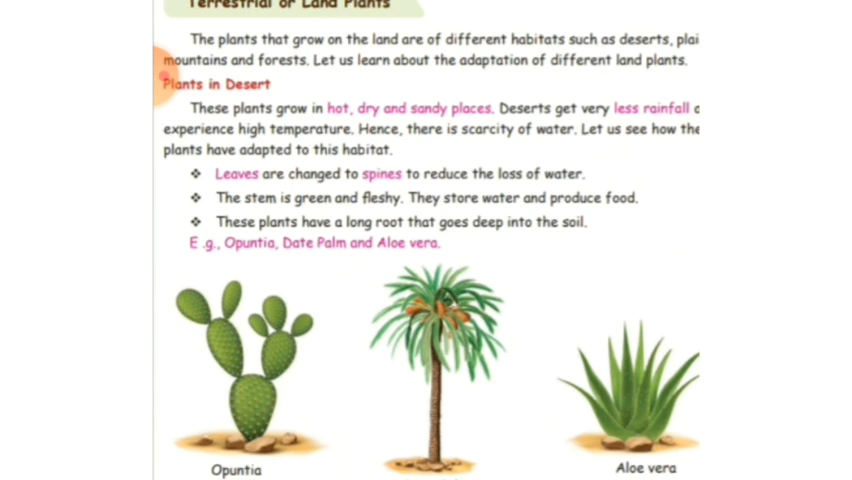 Terrestrial or Land Plants
The plants that grow on the land are of different habitats such as deserts,
mountains and forests. Let us learn about the adaptation of different land plants.
Plants in Desert
These plants grow in hot, dry and sandy places. Deserts get very less rainfall
experience high temperature. Hence, there is scarcity of water. Let us see how
plants have adapted to this habitat.
❖ Leaves are changed to spines to reduce the loss of water.
❖ The stem is green and fleshy. They store water and produce food.
❖ These plants have a long root that goes deep into the soil.
E .g., Opuntia, Date Palm and Aloe vera.
Opuntia
Aloe vera